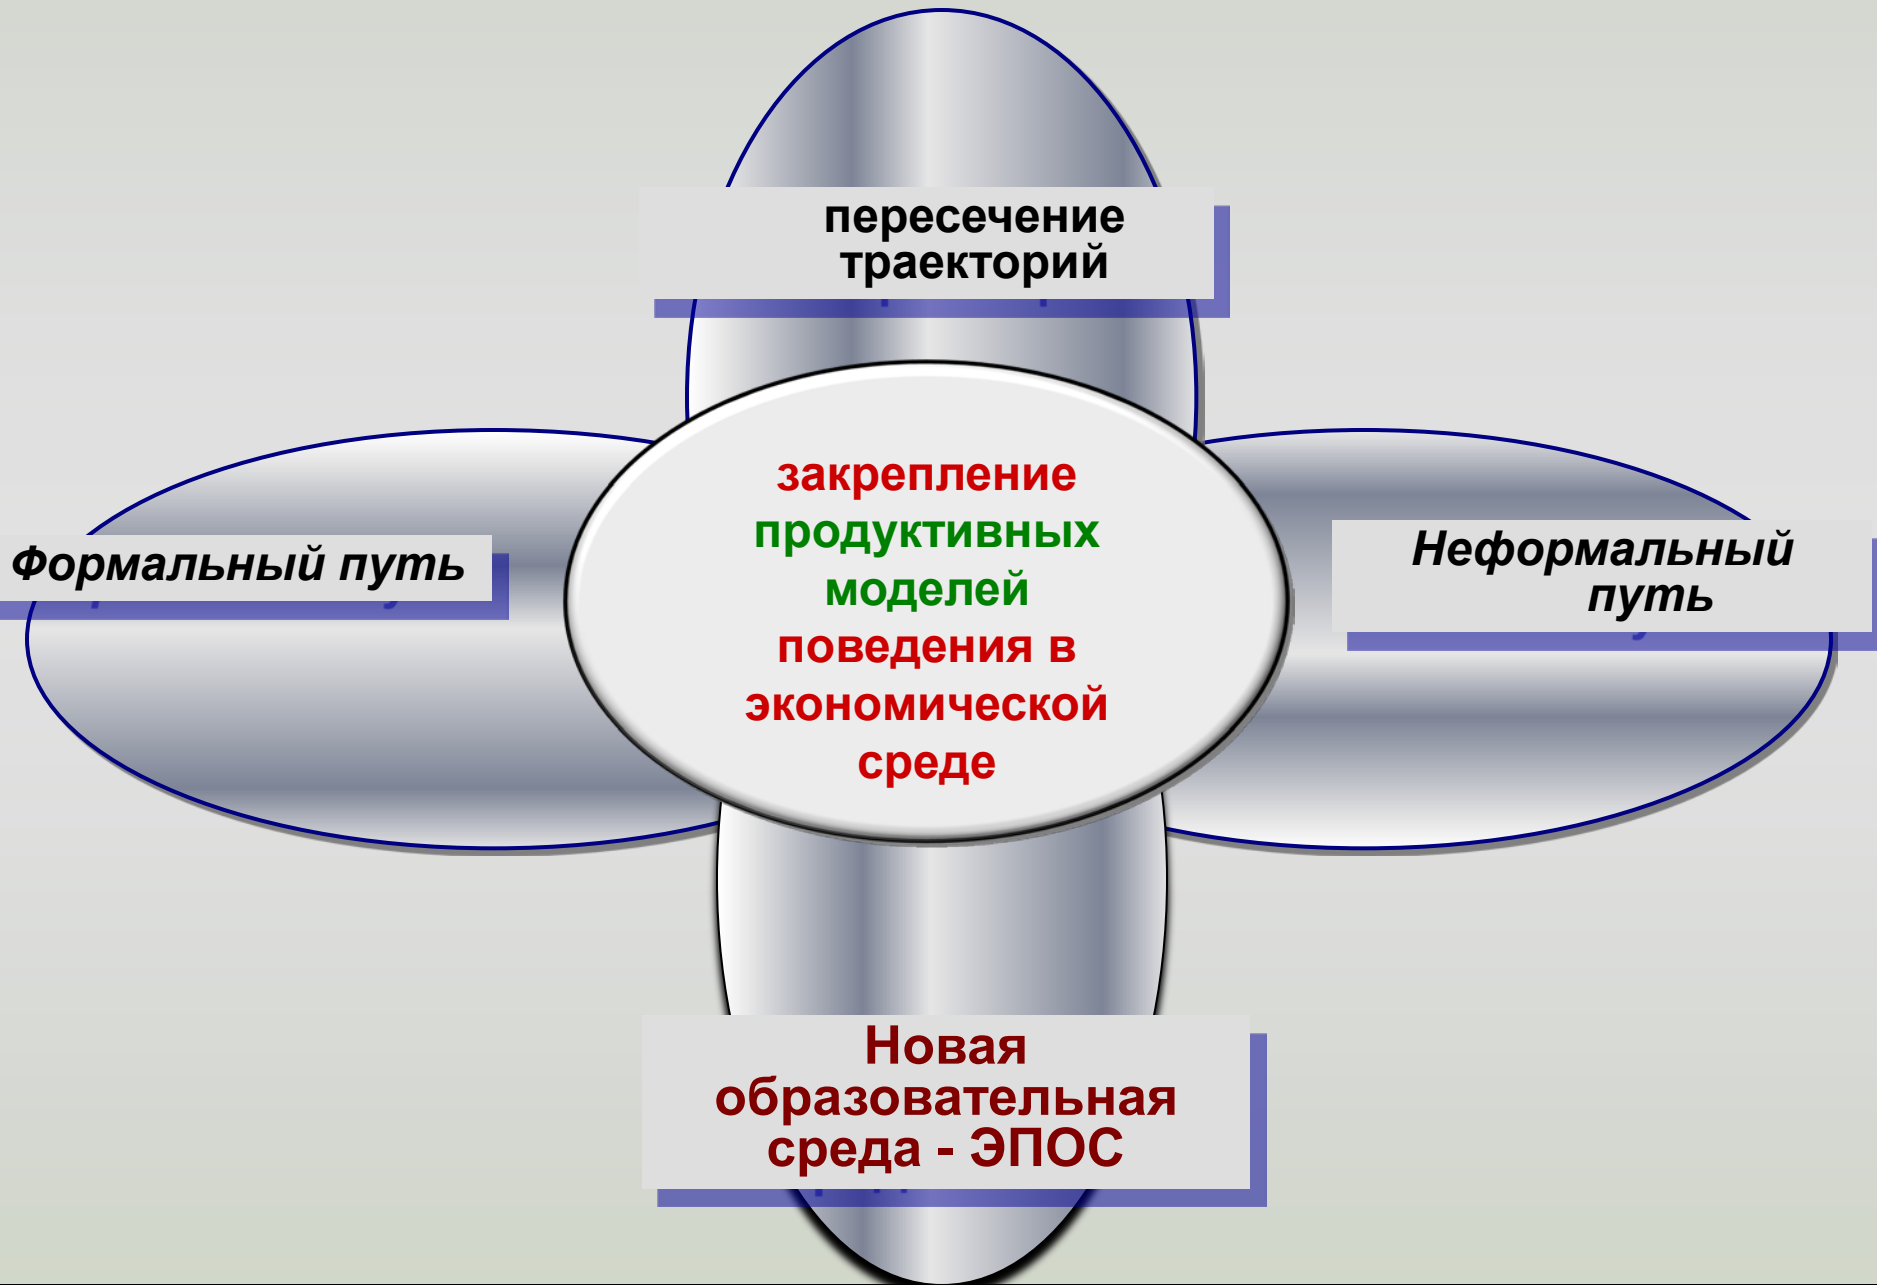 пересечение
траекторий
Формальный путь
закрепление
продуктивных
моделей
поведения в
экономической
среде
Неформальный
путь
Новая
образовательная
среда - ЭПОС